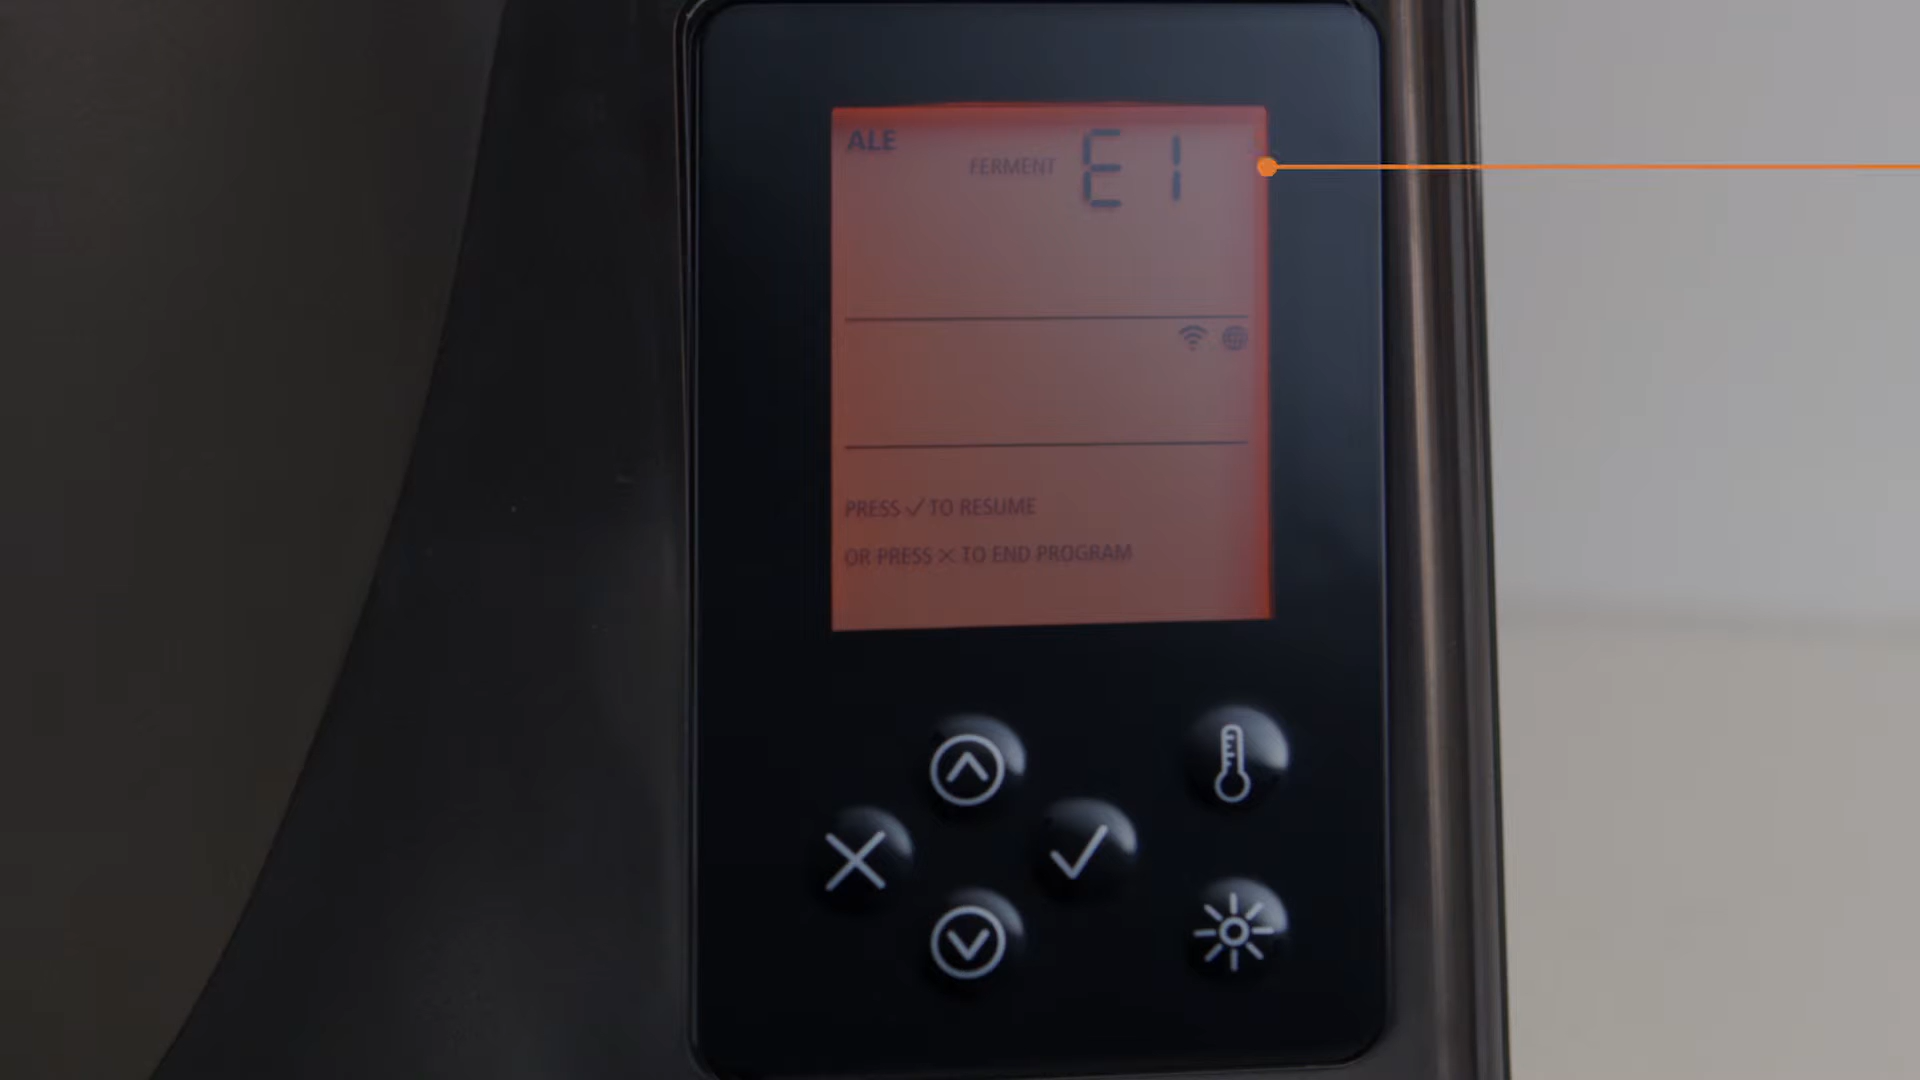 ALE
FERMENT E1
PRESS ✓ TO RESUME
OR PRESS × TO END PROGRAM